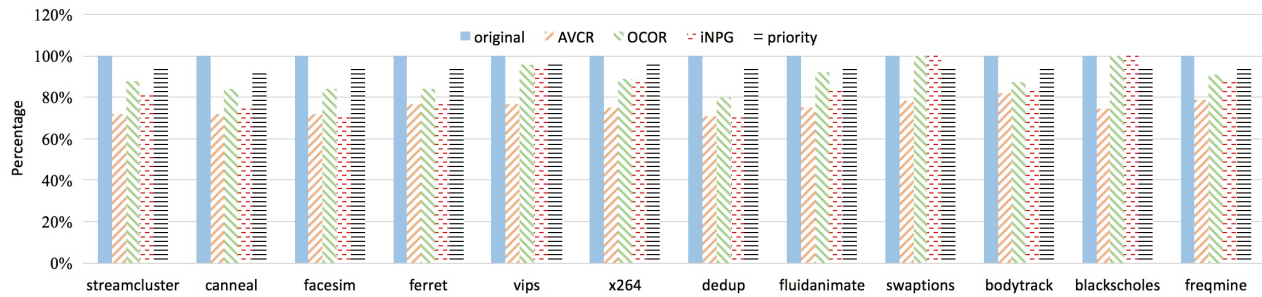 120%
original AVCR OCOR iNPG priority
100%
80%
60%
40%
20%
0%
Percentage
streamcluster canneal facesim ferret vips x264 dedup fluidanimate swaptions bodytrack blackscholes freqmine